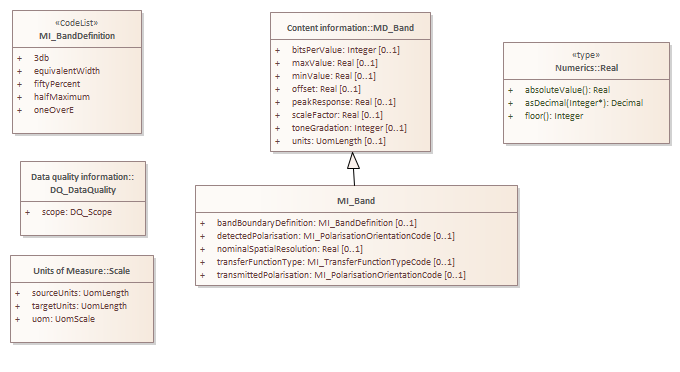 «CodeList»
MI_BandDefinition
+ 3db
+ equivalentWidth
+ fiftyPercent
+ halfMaximum
+ oneOverE
Content information::MD_Band
+ bitsPerValue: Integer [0..1]
+ maxValue: Real [0..1]
+ minValue: Real [0..1]
+ offset: Real [0..1]
+ peakResponse: Real [0..1]
+ scaleFactor: Real [0..1]
+ toneGradation: Integer [0..1]
+ units: UomLength [0..1]
«type»
Numerics::Real
+ absoluteValue(): Real
+ asDecimal(Integer*): Decimal
+ floor(): Integer
Data quality information::
DQ_DataQuality
+ scope: DQ_Scope
MI_Band
+ bandBoundaryDefinition: MI_BandDefinition [0..1]
+ detectedPolarisation: MI_PolarisationOrientationCode [0..1]
+ nominalSpatialResolution: Real [0..1]
+ transferFunctionType: MI_TransferFunctionTypeCode [0..1]
+ transmittedPolarisation: MI_PolarisationOrientationCode [0..1]
Units of Measure::Scale
+ sourceUnits: UomLength
+ targetUnits: UomLength
+ uom: UomScale